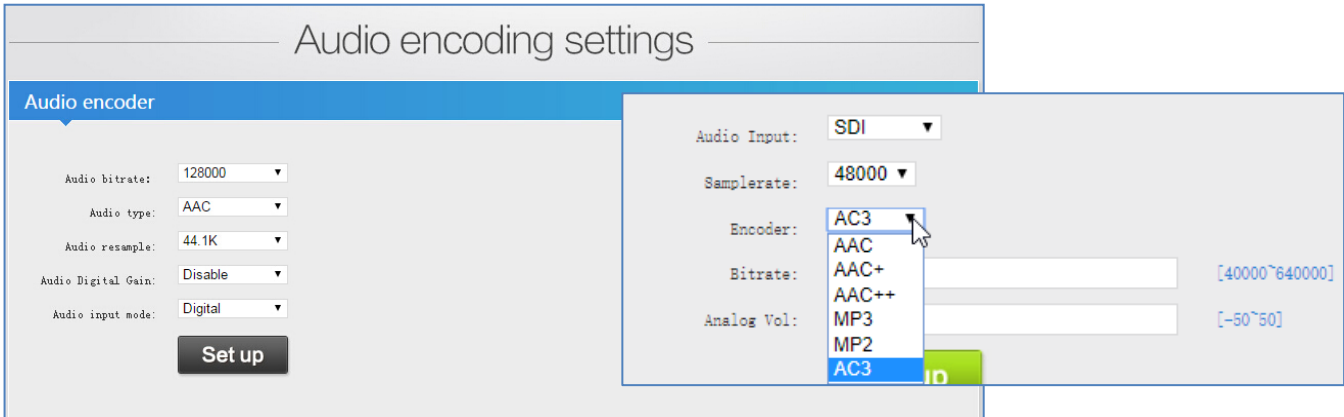 Audio encoding settings
Audio encoder
Audio bitrate: 128000
Audio type: AAC
Audio resample: 44.1K
Audio Digital Gain: Disable
Audio input mode: Digital
Set up
Audio Input: SDI
Samplerate: 48000
Encoder: AC3
AAC
AAC+
AAC++
MP3
MP2
AC3
Bitrate: [40000~640000]
Analog Vol: [-50~50]
up